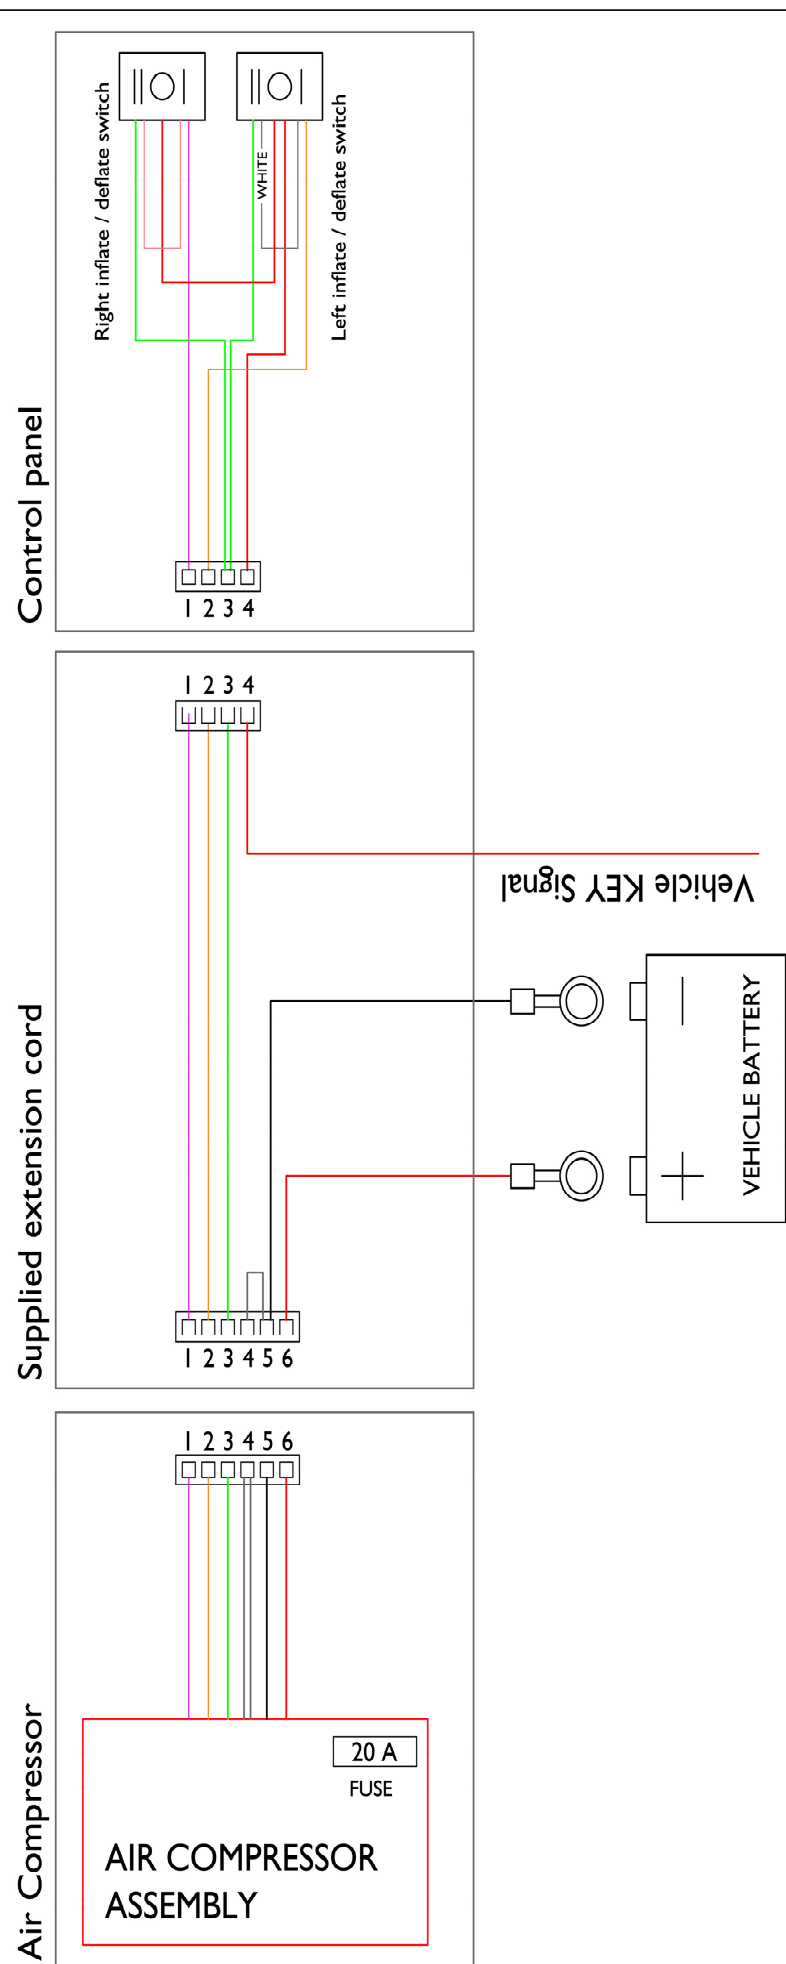 Control panel
Right inflate / deflate switch
WHITE
Left inflate / deflate switch
1 2 3 4
Supplied extension cord
1 2 3 4
Vehicle KEY Signal
VEHICLE BATTERY
1 2 3 4 5 6
Air Compressor
1 2 3 4 5 6
20 A
FUSE
AIR COMPRESSOR
ASSEMBLY